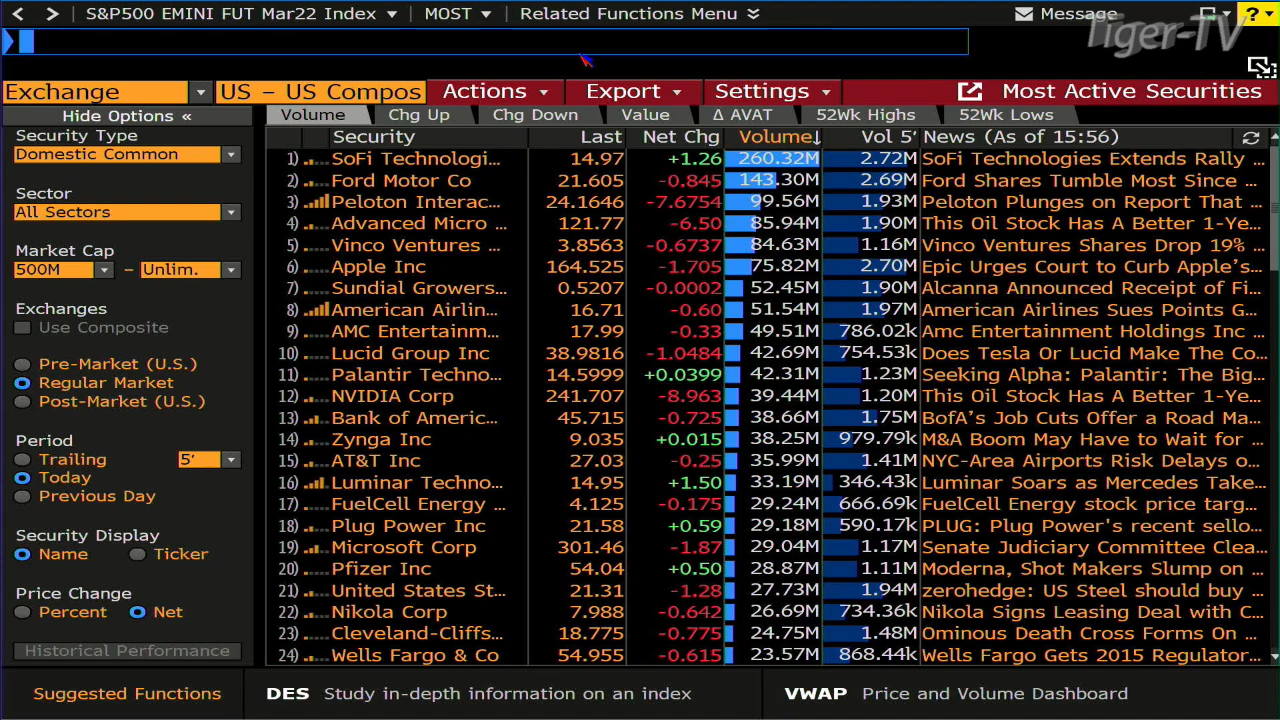 < > S&P500 EMINI FUT Mar22 Index MOST Related Functions Menu Message ?
Tiger-TV
Exchange US - US Compos Actions Export Settings Most Active Securities
Hide Options « Volume Chg Up Chg Down Value Δ AVAT 52Wk Highs 52Wk Lows
Security Type
Domestic Common
Sector
All Sectors
Market Cap
500M - Unlim.
Exchanges
Use Composite
Pre-Market (U.S.)
Regular Market
Post-Market (U.S.)
Period
Trailing 5'
Today
Previous Day
Security Display
Name Ticker
Price Change
Percent Net
Historical Performance
Security Last Net Chg Volume↓ Vol 5' News (As of 15:56)
1) SoFi Technologi... 14.97 +1.26 260.32M 2.72M SoFi Technologies Extends Rally ...
2) Ford Motor Co 21.605 -0.845 143.30M 2.69M Ford Shares Tumble Most Since ...
3) Peloton Interac... 24.1646 -7.6754 99.56M 1.93M Peloton Plunges on Report That ...
4) Advanced Micro ... 121.77 -6.50 85.94M 1.90M This Oil Stock Has A Better 1-Ye...
5) Vinco Ventures ... 3.8563 -0.6737 84.63M 1.16M Vinco Ventures Shares Drop 19% ...
6) Apple Inc 164.525 -1.705 75.82M 2.70M Epic Urges Court to Curb Apple's...
7) Sundial Growers... 0.5207 -0.0002 52.45M 1.90M Alcanna Announced Receipt of Fi...
8) American Airlin... 16.71 -0.60 51.54M 1.97M American Airlines Sues Points G...
9) AMC Entertainm... 17.99 -0.33 49.51M 786.02k Amc Entertainment Holdings Inc ...
10) Lucid Group Inc 38.9816 -1.0484 42.69M 754.53k Does Tesla Or Lucid Make The Co...
11) Palantir Techno... 14.5999 +0.0399 42.31M 1.23M Seeking Alpha: Palantir: The Big...
12) NVIDIA Corp 241.707 -8.963 39.44M 1.20M This Oil Stock Has A Better 1-Ye...
13) Bank of Americ... 45.715 -0.725 38.66M 1.75M BofA's Job Cuts Offer a Road Ma...
14) Zynga Inc 9.035 +0.015 38.25M 979.79k M&A Boom May Have to Wait for ...
15) AT&T Inc 27.03 -0.25 35.99M 1.41M NYC-Area Airports Risk Delays o...
16) Luminar Techno... 14.95 +1.50 33.19M 346.43k Luminar Soars as Mercedes Take...
17) FuelCell Energy ... 4.125 -0.175 29.24M 666.69k FuelCell Energy stock price targ...
18) Plug Power Inc 21.58 +0.59 29.18M 590.17k PLUG: Plug Power's recent sello...
19) Microsoft Corp 301.46 -1.87 29.04M 1.17M Senate Judiciary Committee Clea...
20) Pfizer Inc 54.04 +0.50 28.87M 1.11M Moderna, Shot Makers Slump on ...
21) United States St... 21.31 -1.28 27.73M 1.94M zerohedge: US Steel should buy ...
22) Nikola Corp 7.988 -0.642 26.69M 734.36k Nikola Signs Leasing Deal with C...
23) Cleveland-Cliffs... 18.775 -0.775 24.75M 1.48M Ominous Death Cross Forms On ...
24) Wells Fargo & Co 54.955 -0.615 23.57M 868.44k Wells Fargo Gets 2015 Regulator...
Suggested Functions DES Study in-depth information on an index VWAP Price and Volume Dashboard